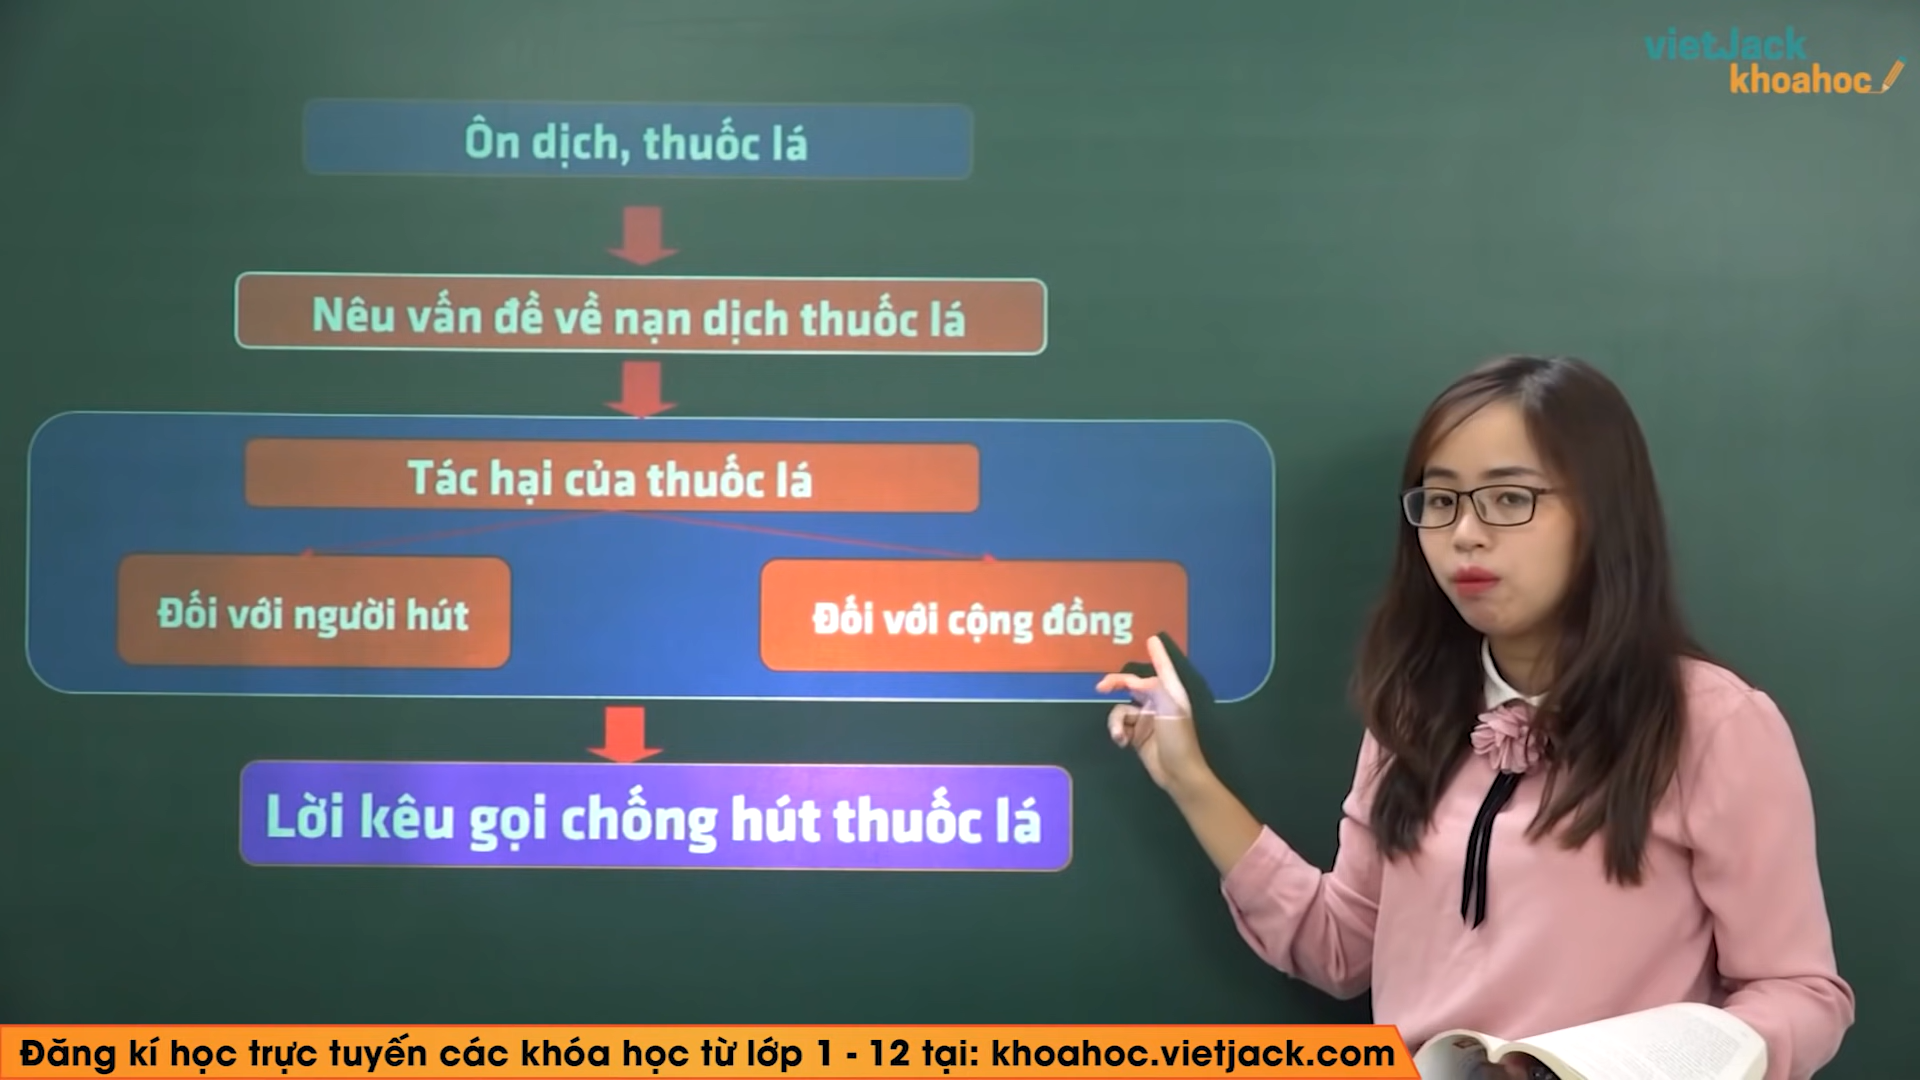 vietJack
khoahoc
Ôn dịch, thuốc lá
Nêu vấn đề về nạn dịch thuốc lá
Tác hại của thuốc lá
Đối với người hút
Đối với cộng đồng
Lời kêu gọi chống hút thuốc lá
Đăng kí học trực tuyến các khóa học từ lớp 1 - 12 tại: khoahoc.vietjack.com